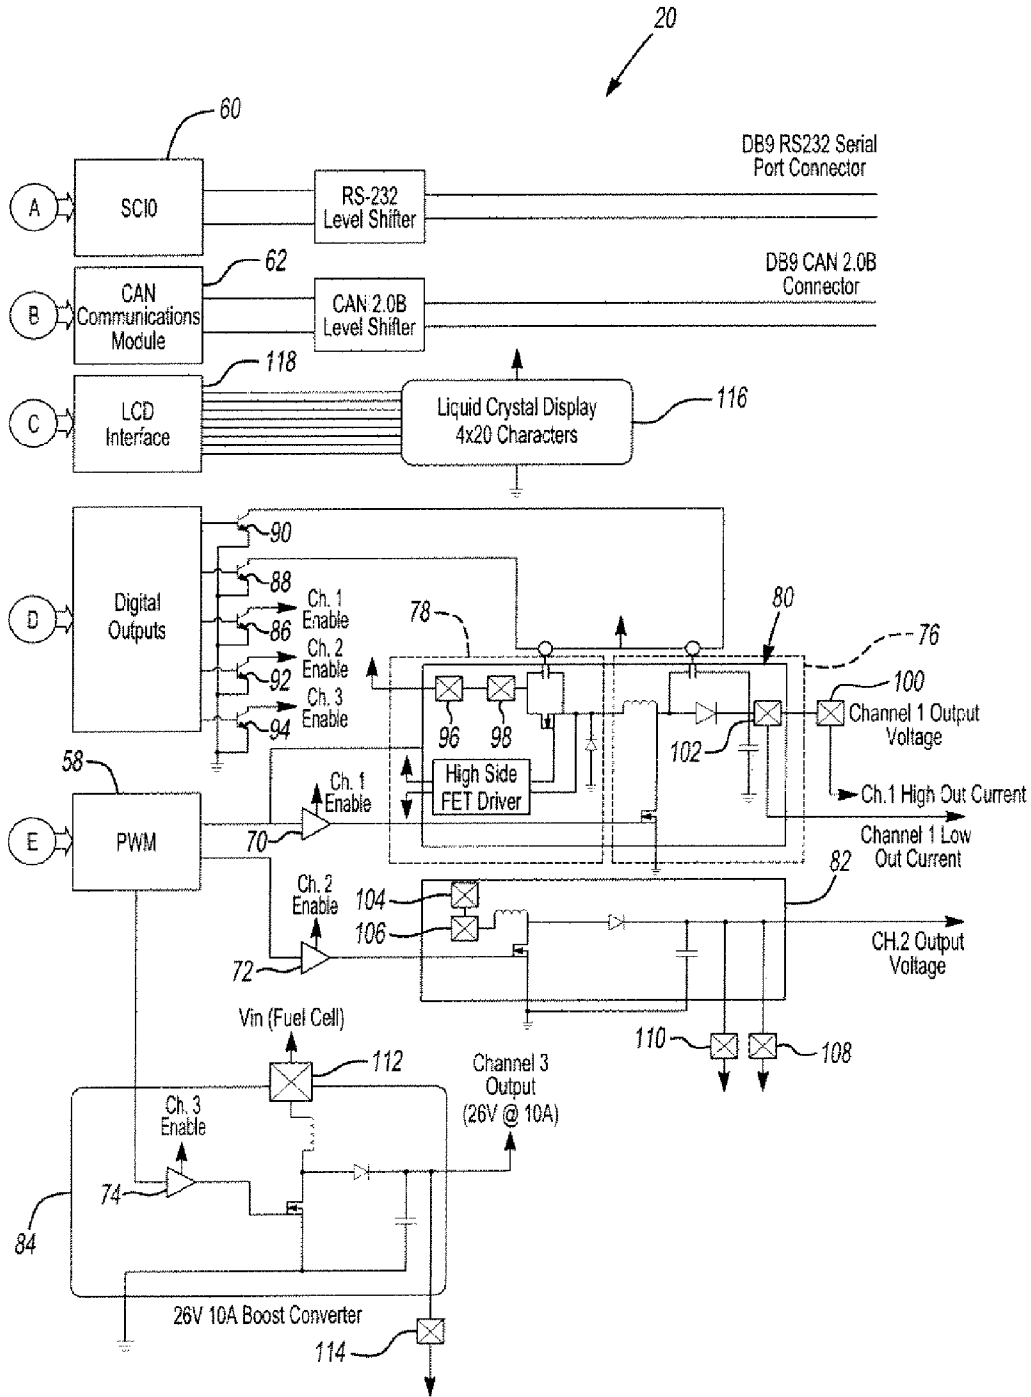 20
60
DB9 RS232 Serial
Port Connector
A
SCI0
RS-232
Level Shifter
62
DB9 CAN 2.0B
Connector
B
CAN
Communications
Module
CAN 2.0B
Level Shifter
118
C
LCD
Interface
Liquid Crystal Display
4x20 Characters
116
D
Digital
Outputs
90
88
Ch. 1
Enable
86
Ch. 2
Enable
92
Ch. 3
Enable
94
78
80
76
96
98
102
100
Channel 1 Output
Voltage
High Side
FET Driver
Ch.1 High Out Current
Channel 1 Low
Out Current
58
E
PWM
Ch. 1
Enable
70
82
Ch. 2
Enable
72
104
106
CH.2 Output
Voltage
110
108
Vin (Fuel Cell)
112
Channel 3
Output
(26V @ 10A)
Ch. 3
Enable
74
84
26V 10A Boost Converter
114